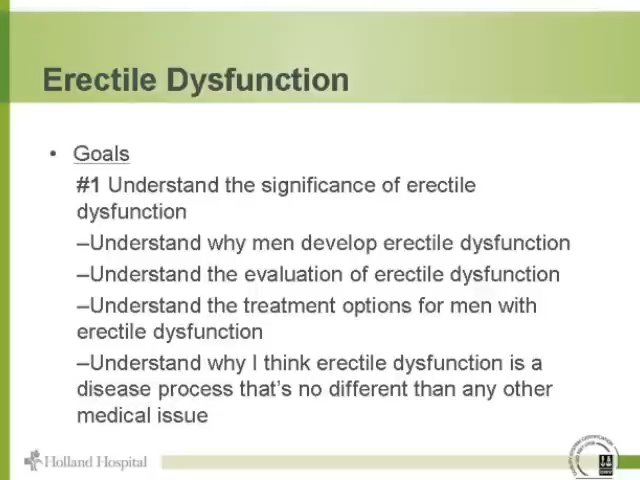 Erectile Dysfunction
• Goals
#1 Understand the significance of erectile
dysfunction
–Understand why men develop erectile dysfunction
–Understand the evaluation of erectile dysfunction
–Understand the treatment options for men with
erectile dysfunction
–Understand why I think erectile dysfunction is a
disease process that's no different than any other
medical issue
Holland Hospital